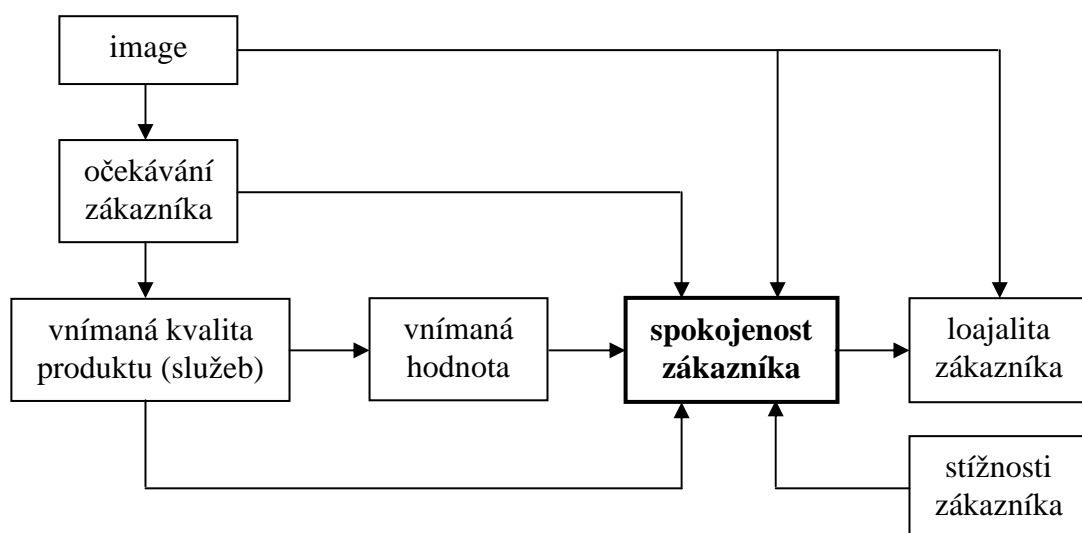 image
očekávání
zákazníka
vnímaná kvalita
produktu (služeb)
vnímaná
hodnota
spokojenost
zákazníka
loajalita
zákazníka
stížnosti
zákazníka